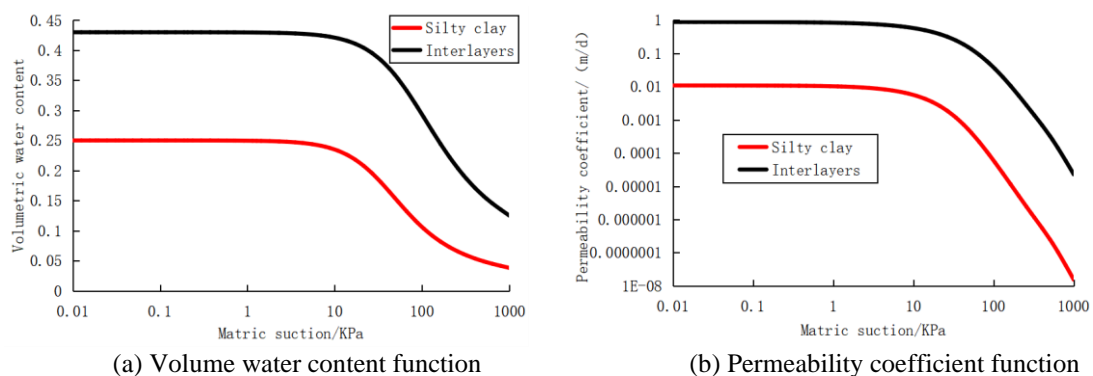 0.45
0.4
0.35
0.3
0.25
0.2
0.15
0.1
0.05
0
Volumetric water content
Silty clay
Interlayers
0.01 0.1 1 10 100 1000
Matric suction/KPa
(a) Volume water content function
1
0.1
0.01
0.001
0.0001
0.00001
0.000001
0.0000001
1E-08
Permeability coefficient/ (m/d)
Silty clay
Interlayers
0.01 0.1 1 10 100 1000
Matric suction/KPa
(b) Permeability coefficient function